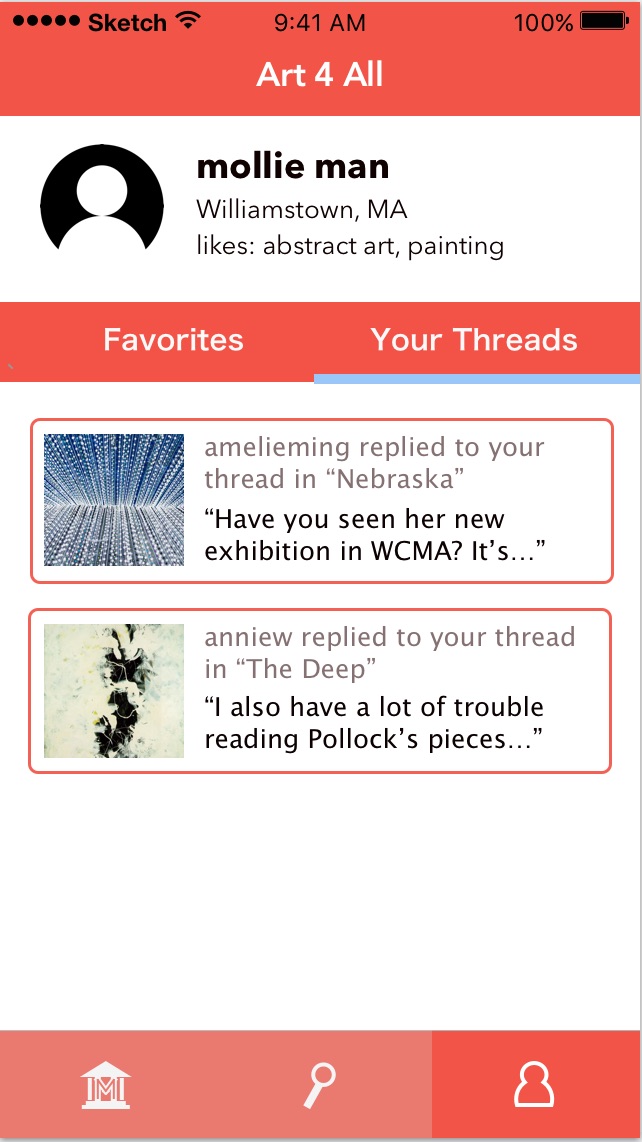 Sketch 9:41 AM 100%
Art 4 All
mollie man
Williamstown, MA
likes: abstract art, painting
Favorites Your Threads
amelieming replied to your
thread in “Nebraska”
“Have you seen her new
exhibition in WCMA? It’s...”
anniew replied to your thread
in “The Deep”
“I also have a lot of trouble
reading Pollock’s pieces...”
M